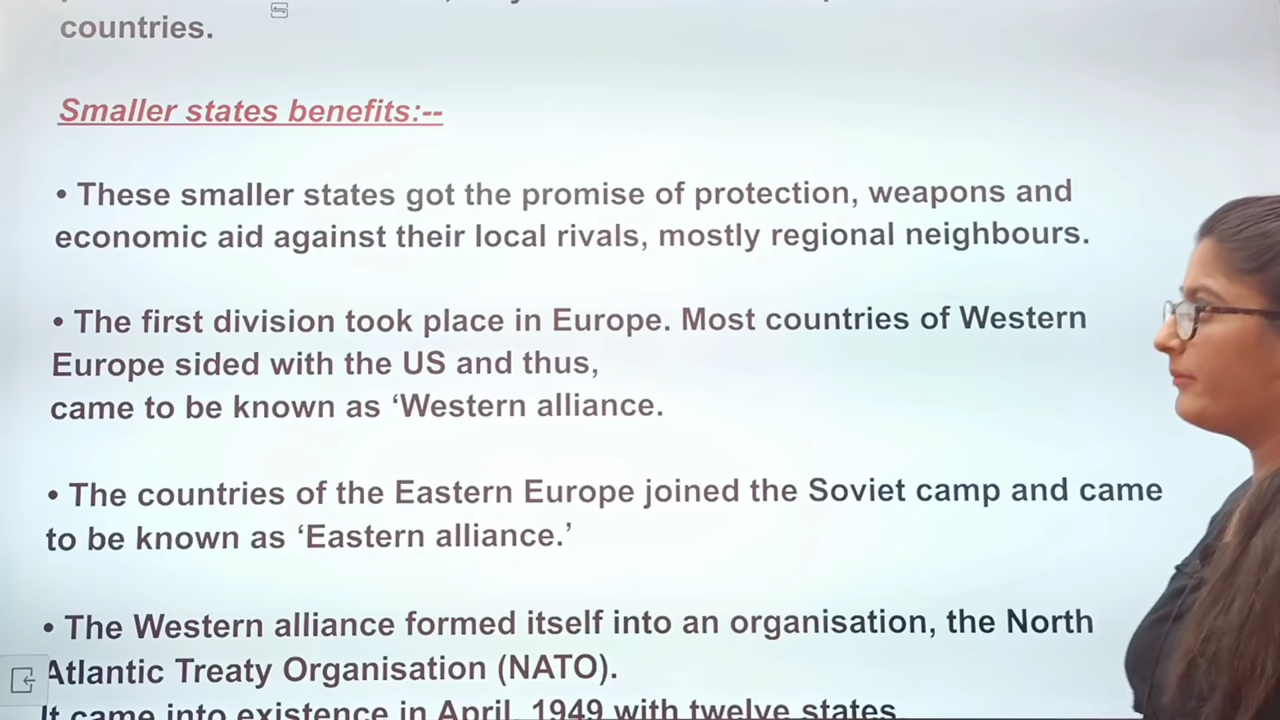 countries.
Smaller states benefits:--
• These smaller states got the promise of protection, weapons and
economic aid against their local rivals, mostly regional neighbours.
• The first division took place in Europe. Most countries of Western
Europe sided with the US and thus,
came to be known as ‘Western alliance.
• The countries of the Eastern Europe joined the Soviet camp and came
to be known as ‘Eastern alliance.’
• The Western alliance formed itself into an organisation, the North
Atlantic Treaty Organisation (NATO).
It came into existence in April, 1949 with twelve states